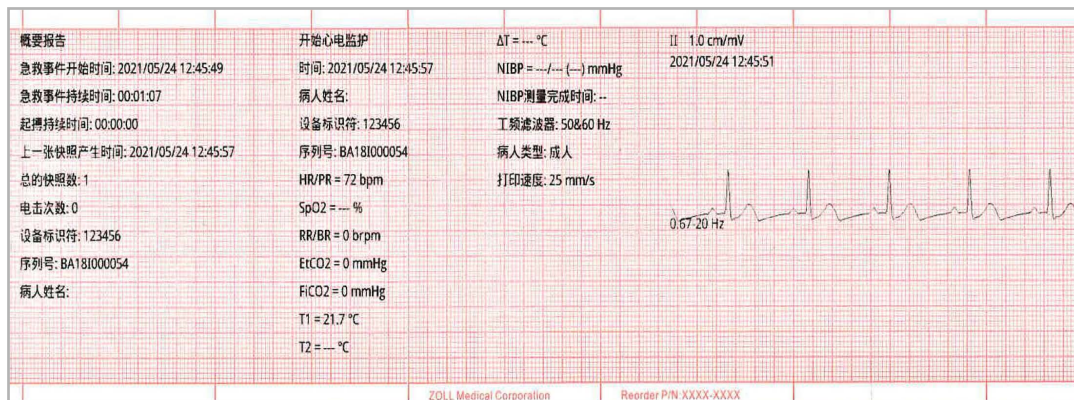 概要报告
急救事件开始时间: 2021/05/24 12:45:49
急救事件持续时间: 00:01:07
起搏持续时间: 00:00:00
上一张快照产生时间: 2021/05/24 12:45:57
总的快照数: 1
电击次数: 0
设备标识符: 123456
序列号: BA18I000054
病人姓名:
开始心电监护
时间: 2021/05/24 12:45:57
病人姓名:
设备标识符: 123456
序列号: BA18I000054
HR/PR = 72 bpm
SpO2 = --- %
RR/BR = 0 brpm
EtCO2 = 0 mmHg
FiCO2 = 0 mmHg
T1 = 21.7 °C
T2 = --- °C
ΔT = --- °C
NIBP = ---/--- (---) mmHg
NIBP测量完成时间: --
工频滤波器: 50&60 Hz
病人类型: 成人
打印速度: 25 mm/s
II 1.0 cm/mV
2021/05/24 12:45:51
0.67-20 Hz
ZOLL Medical Corporation Reorder P/N XXXX-XXXX